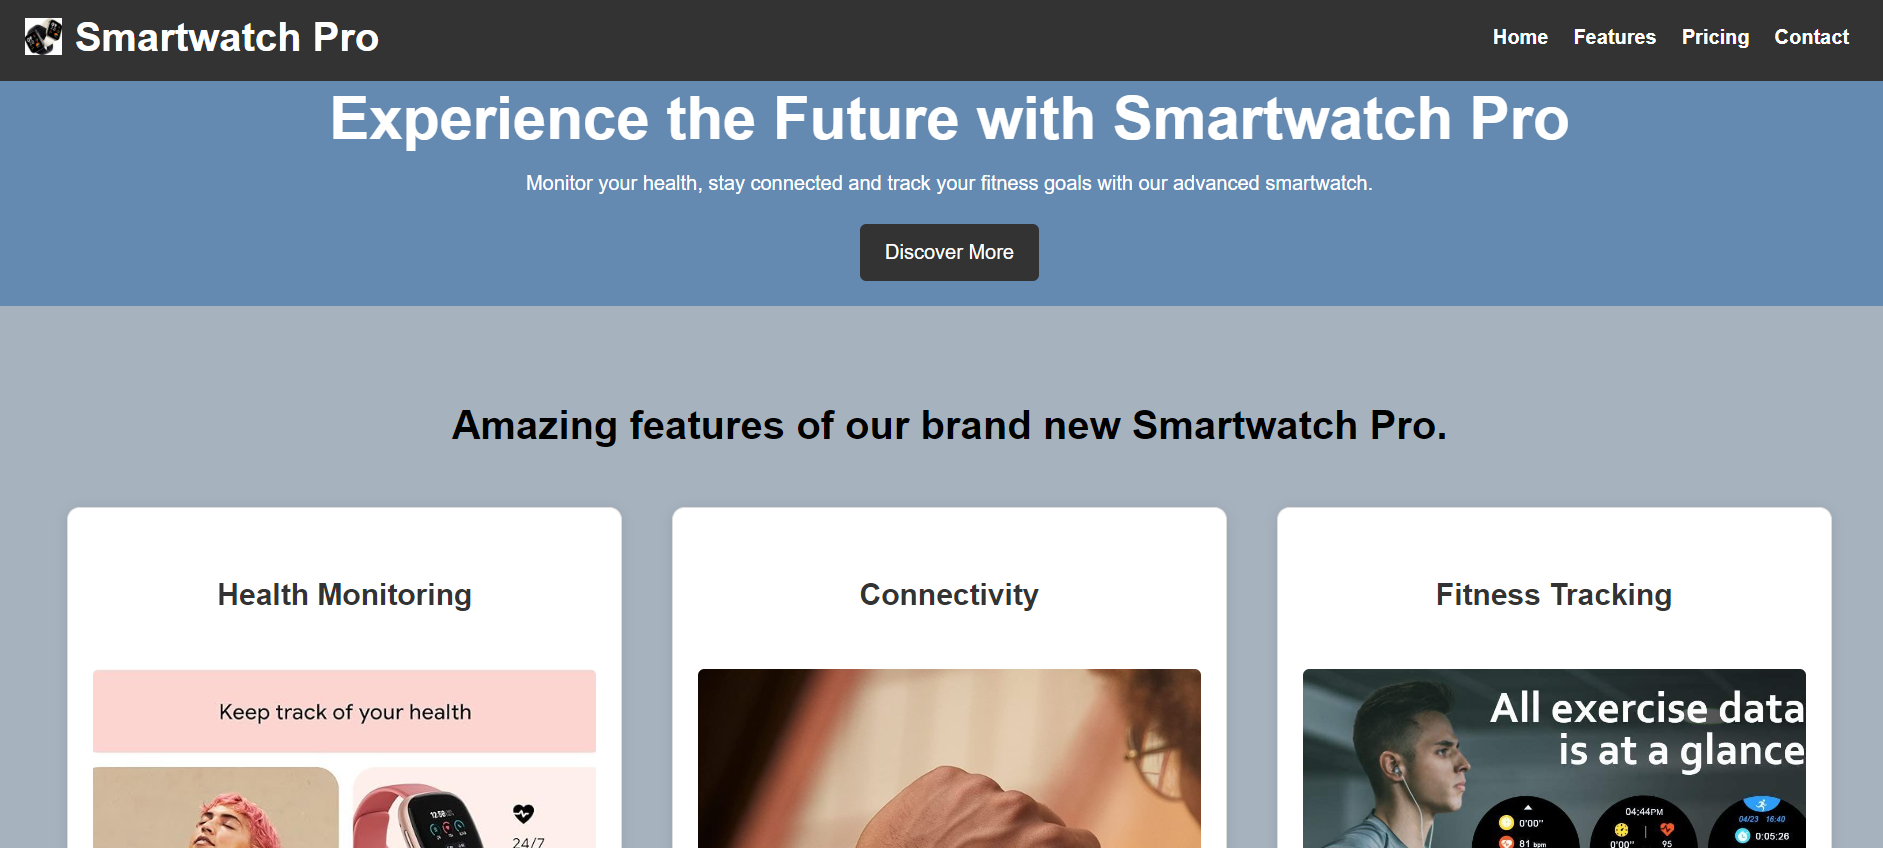 Smartwatch Pro
Home Features Pricing Contact
Experience the Future with Smartwatch Pro
Monitor your health, stay connected and track your fitness goals with our advanced smartwatch.
Discover More
Amazing features of our brand new Smartwatch Pro.
Health Monitoring
Keep track of your health
12:58
24/7
Connectivity
Fitness Tracking
All exercise data
is at a glance
0'00"
81 bpm
04:44PM
0'00"
95
04/23 16:40
0:05:26